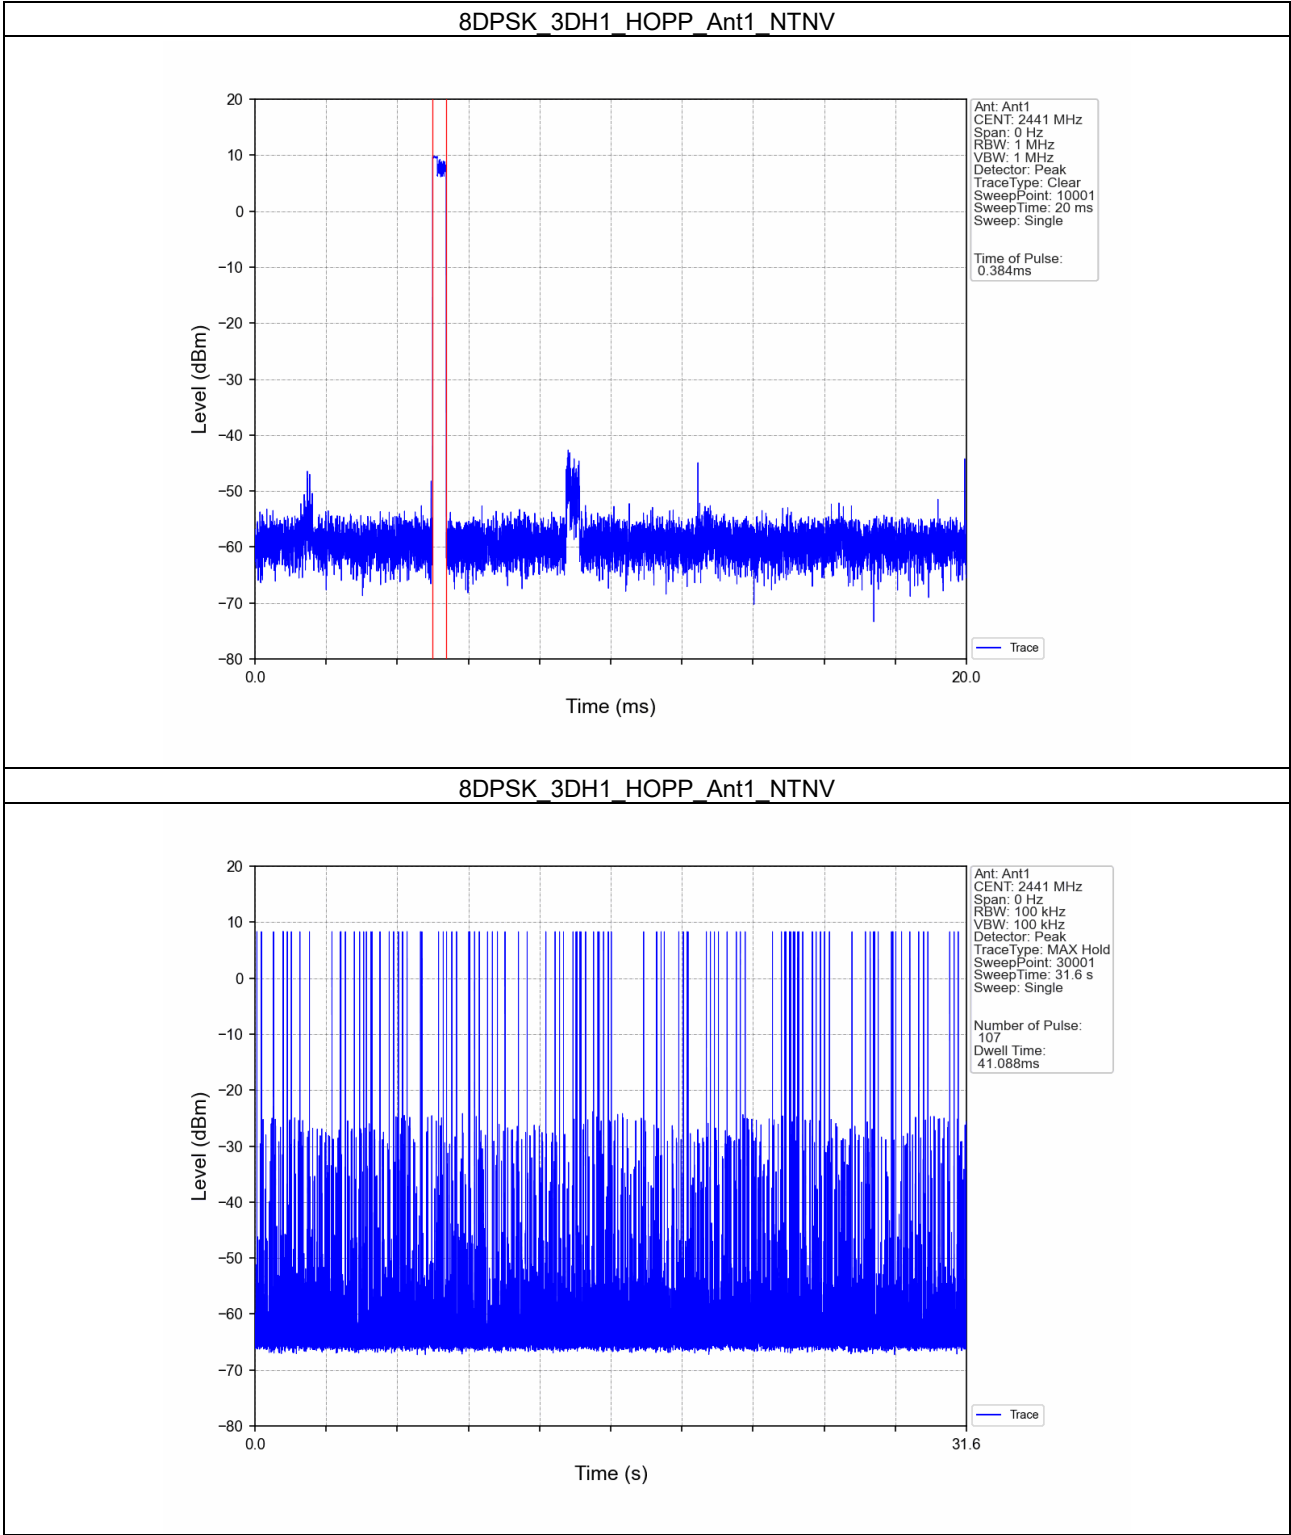 8DPSK_3DH1_HOPP_Ant1_NTNV
20
10
0
−10
−20
−30
−40
−50
−60
−70
−80
Level (dBm)
0.0
20.0
Time (ms)
Ant: Ant1
CENT: 2441 MHz
Span: 0 Hz
RBW: 1 MHz
VBW: 1 MHz
Detector: Peak
TraceType: Clear
SweepPoint: 10001
SweepTime: 20 ms
Sweep: Single
Time of Pulse:
0.384ms
Trace
8DPSK_3DH1_HOPP_Ant1_NTNV
20
10
0
−10
−20
−30
−40
−50
−60
−70
−80
Level (dBm)
0.0
31.6
Time (s)
Ant: Ant1
CENT: 2441 MHz
Span: 0 Hz
RBW: 100 kHz
VBW: 100 kHz
Detector: Peak
TraceType: MAX Hold
SweepPoint: 30001
SweepTime: 31.6 s
Sweep: Single
Number of Pulse:
107
Dwell Time:
41.088ms
Trace